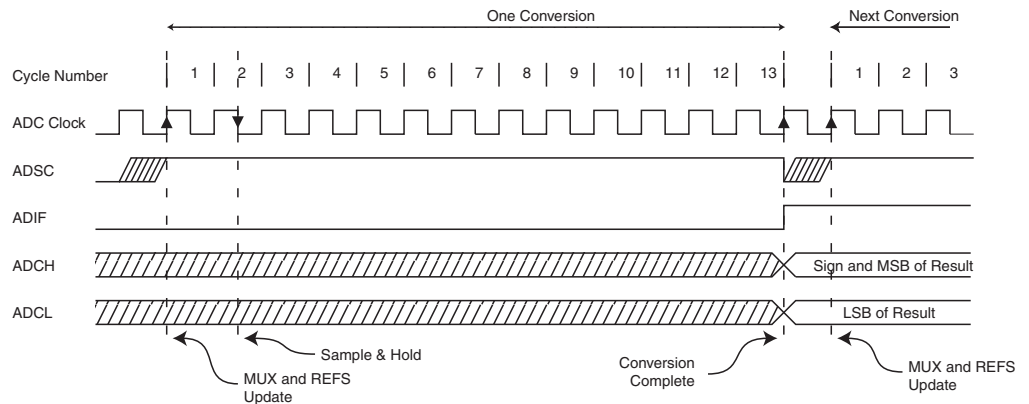 One Conversion
Next Conversion
Cycle Number
1 2 3 4 5 6 7 8 9 10 11 12 13 1 2 3
ADC Clock
ADSC
ADIF
ADCH
Sign and MSB of Result
ADCL
LSB of Result
Sample & Hold
MUX and REFS
Update
Conversion
Complete
MUX and REFS
Update